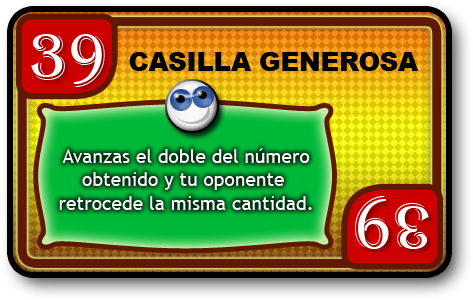 39
CASILLA GENEROSA
Avanzas el doble del número
obtenido y tu oponente
retrocede la misma cantidad.
39